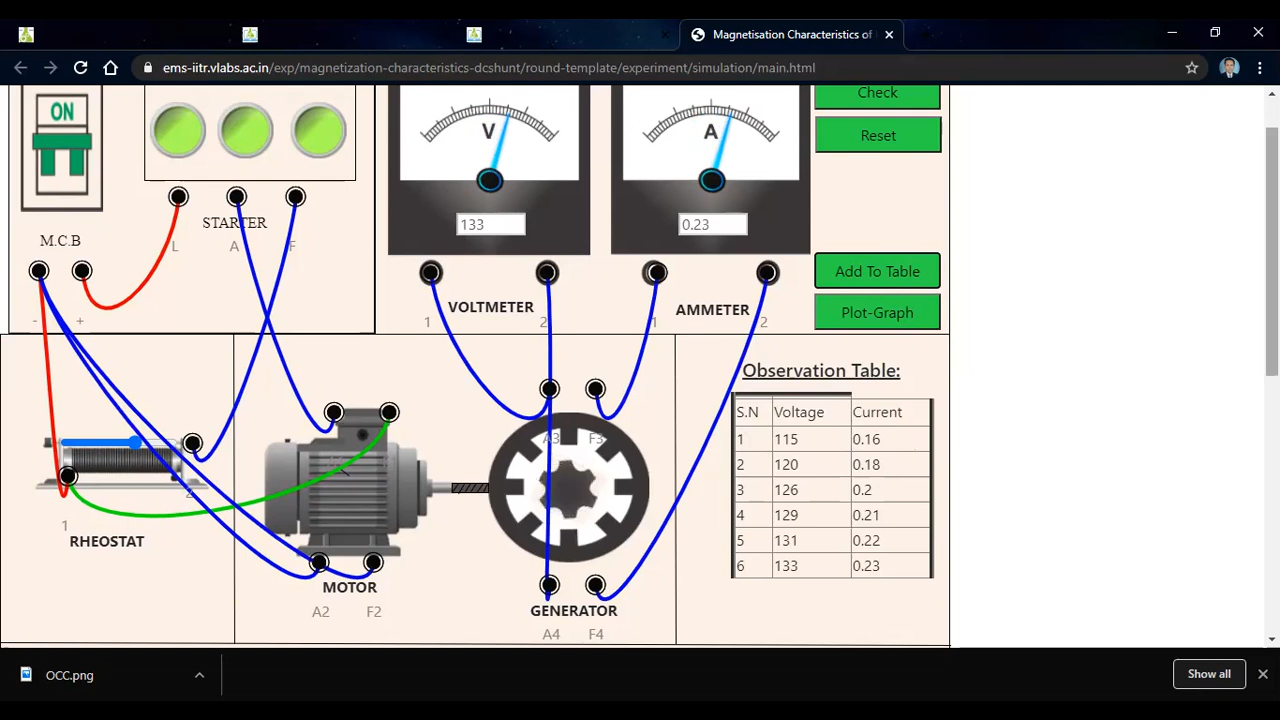 Magnetisation Characteristics of
ems-iitr.vlabs.ac.in/exp/magnetization-characteristics-dcshunt/round-template/experiment/simulation/main.html
ON
V
A
Check
Reset
133
0.23
STARTER
L A F
M.C.B
- +
VOLTMETER
1 2
AMMETER
1 2
Add To Table
Plot-Graph
Observation Table:
S.N Voltage Current
1 115 0.16
2 120 0.18
3 126 0.2
4 129 0.21
5 131 0.22
6 133 0.23
A3 F3
2
1
RHEOSTAT
MOTOR
A2 F2
GENERATOR
A4 F4
OCC.png
Show all